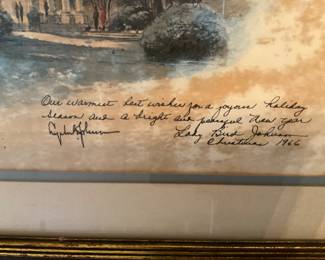 Our warmest best wishes for a joyous holiday
season and a bright and peaceful New Year
Lyndon B Johnson Lady Bird Johnson
Christmas 1966